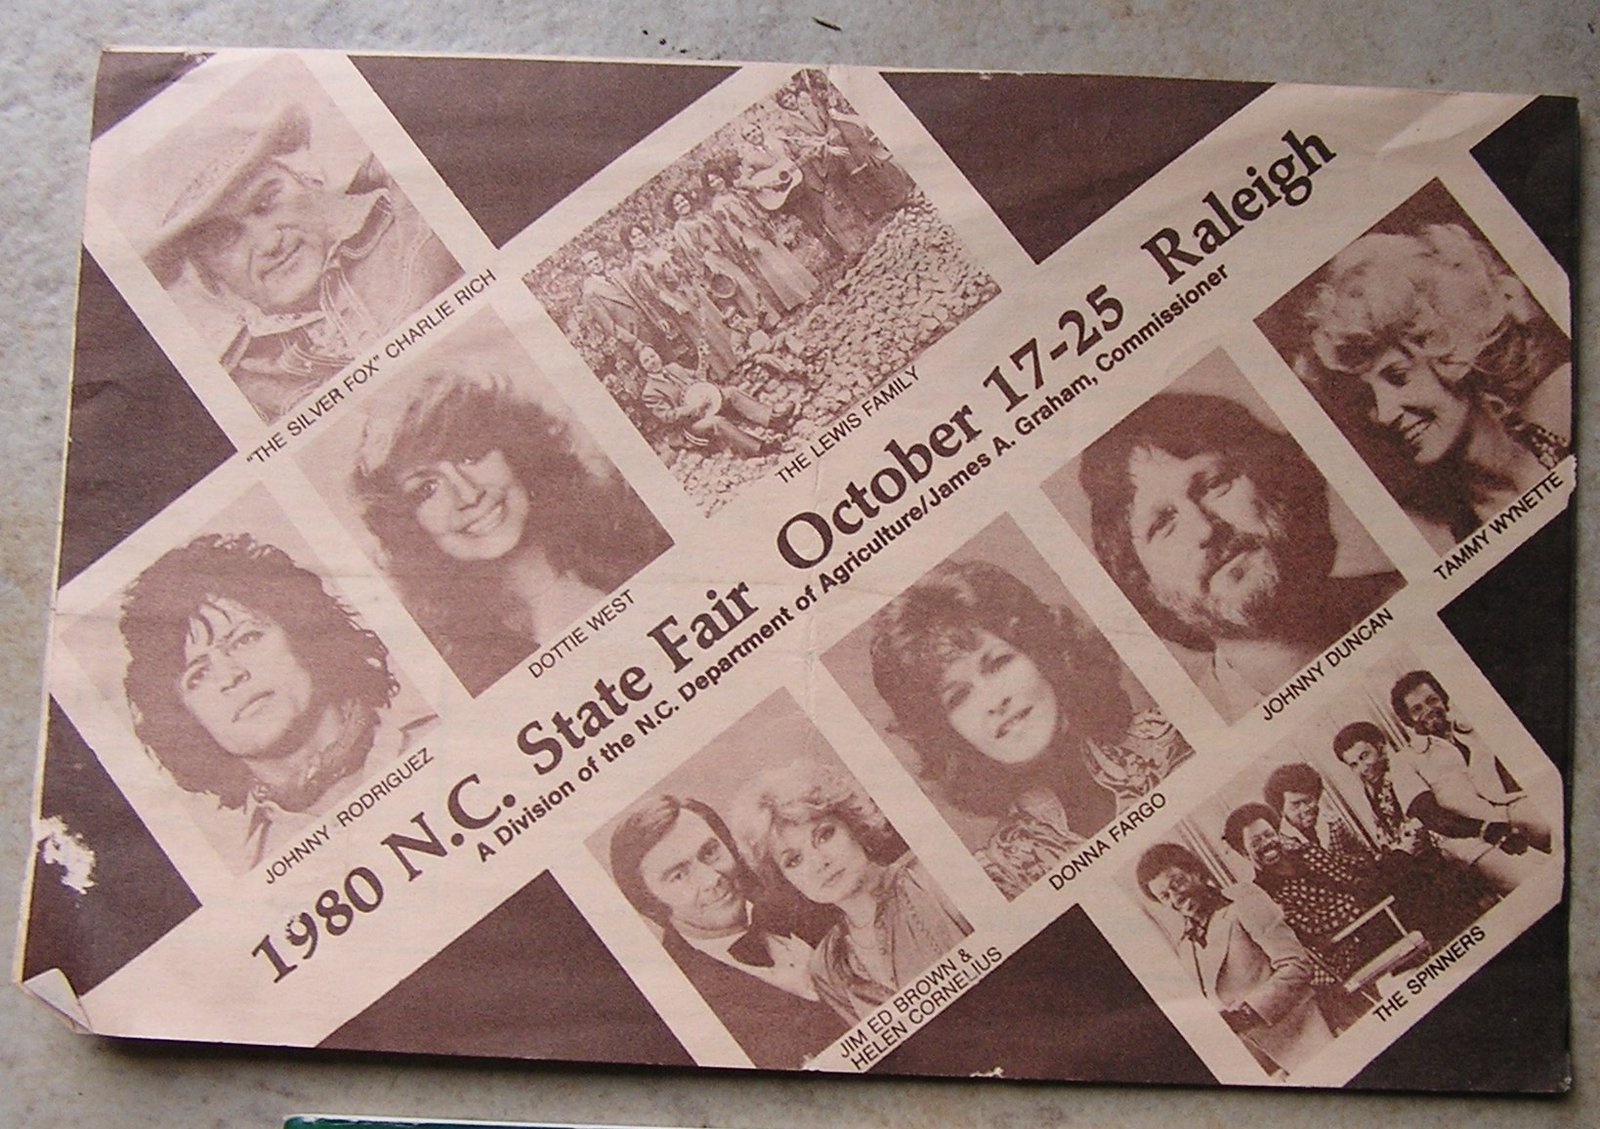 "THE SILVER FOX" CHARLIE RICH
THE LEWIS FAMILY
DOTTIE WEST
JOHNNY RODRIGUEZ
1980 N.C. State Fair October 17-25 Raleigh
A Division of the N.C. Department of Agriculture/James A. Graham, Commissioner
TAMMY WYNETTE
JOHNNY DUNCAN
DONNA FARGO
JIM ED BROWN &
HELEN CORNELIUS
THE SPINNERS